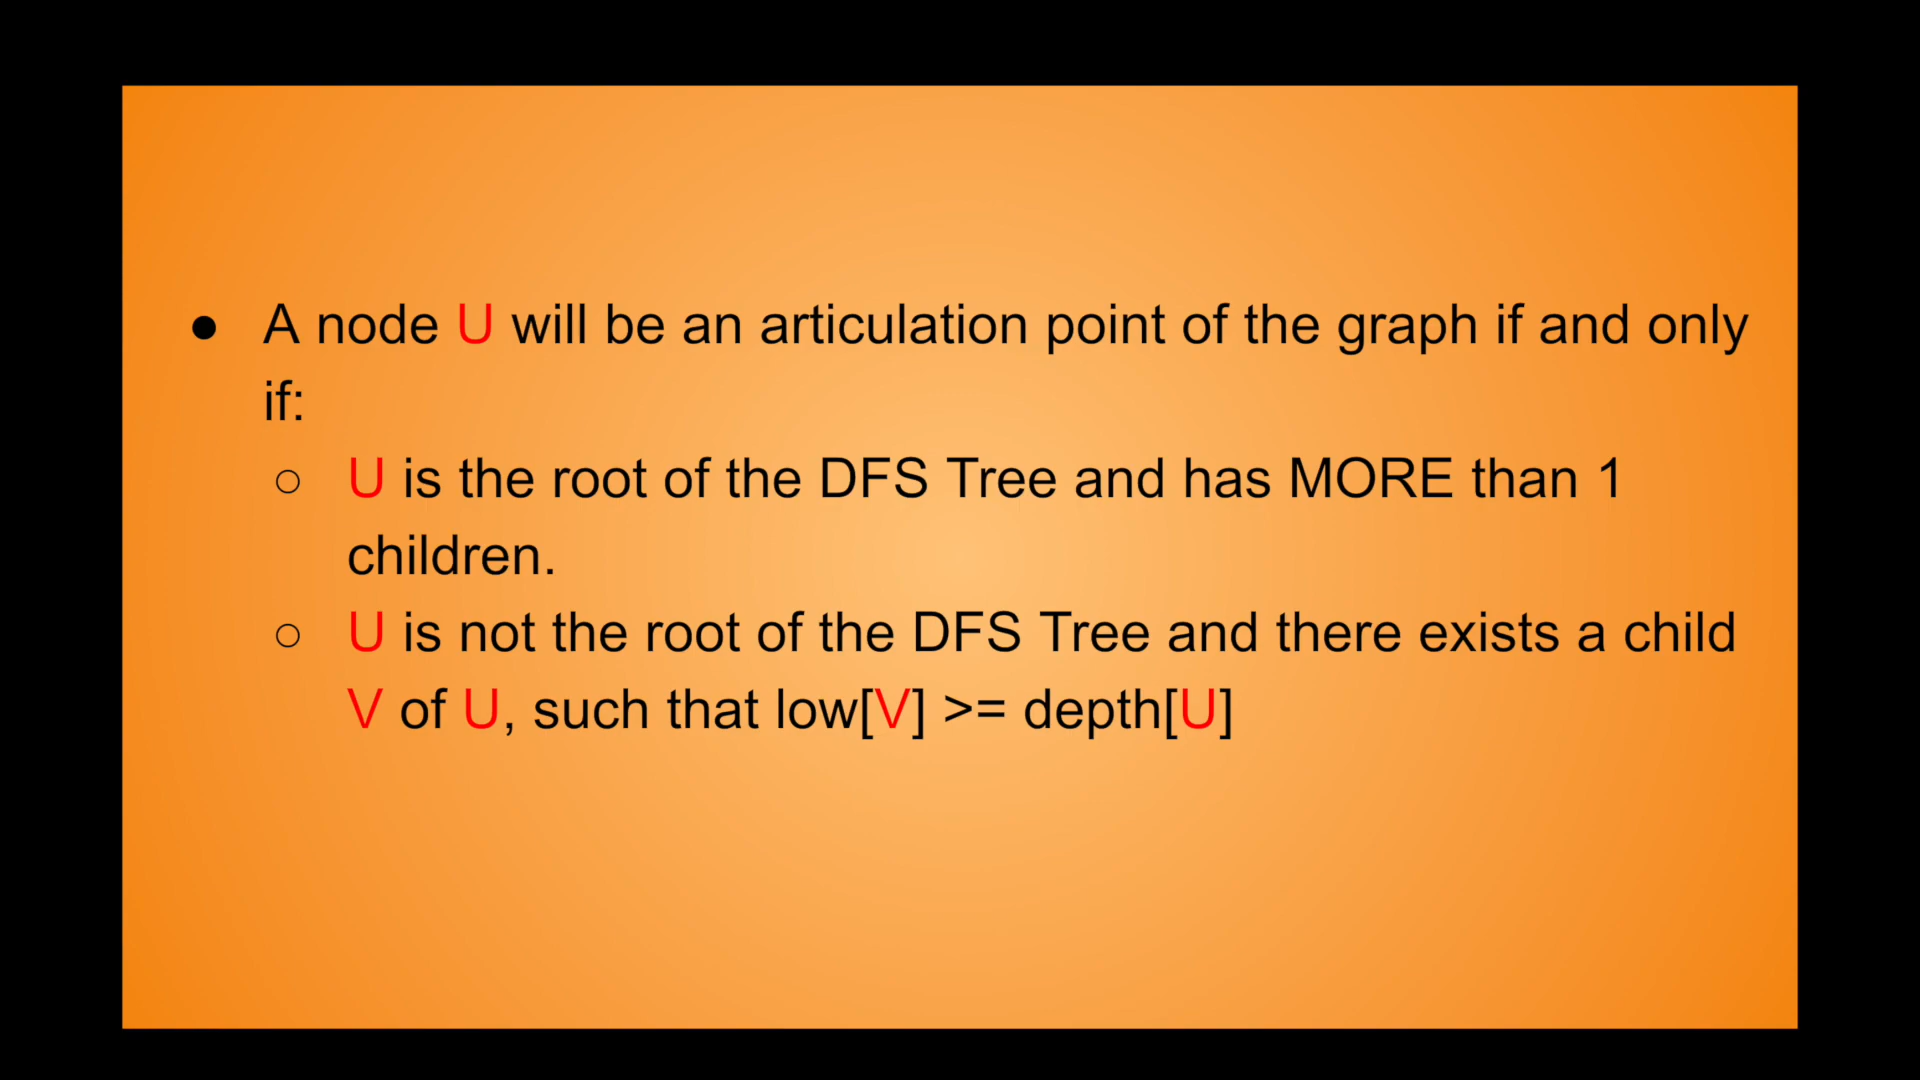 ● A node U will be an articulation point of the graph if and only
if:
○ U is the root of the DFS Tree and has MORE than 1
children.
○ U is not the root of the DFS Tree and there exists a child
V of U, such that low[V] >= depth[U]